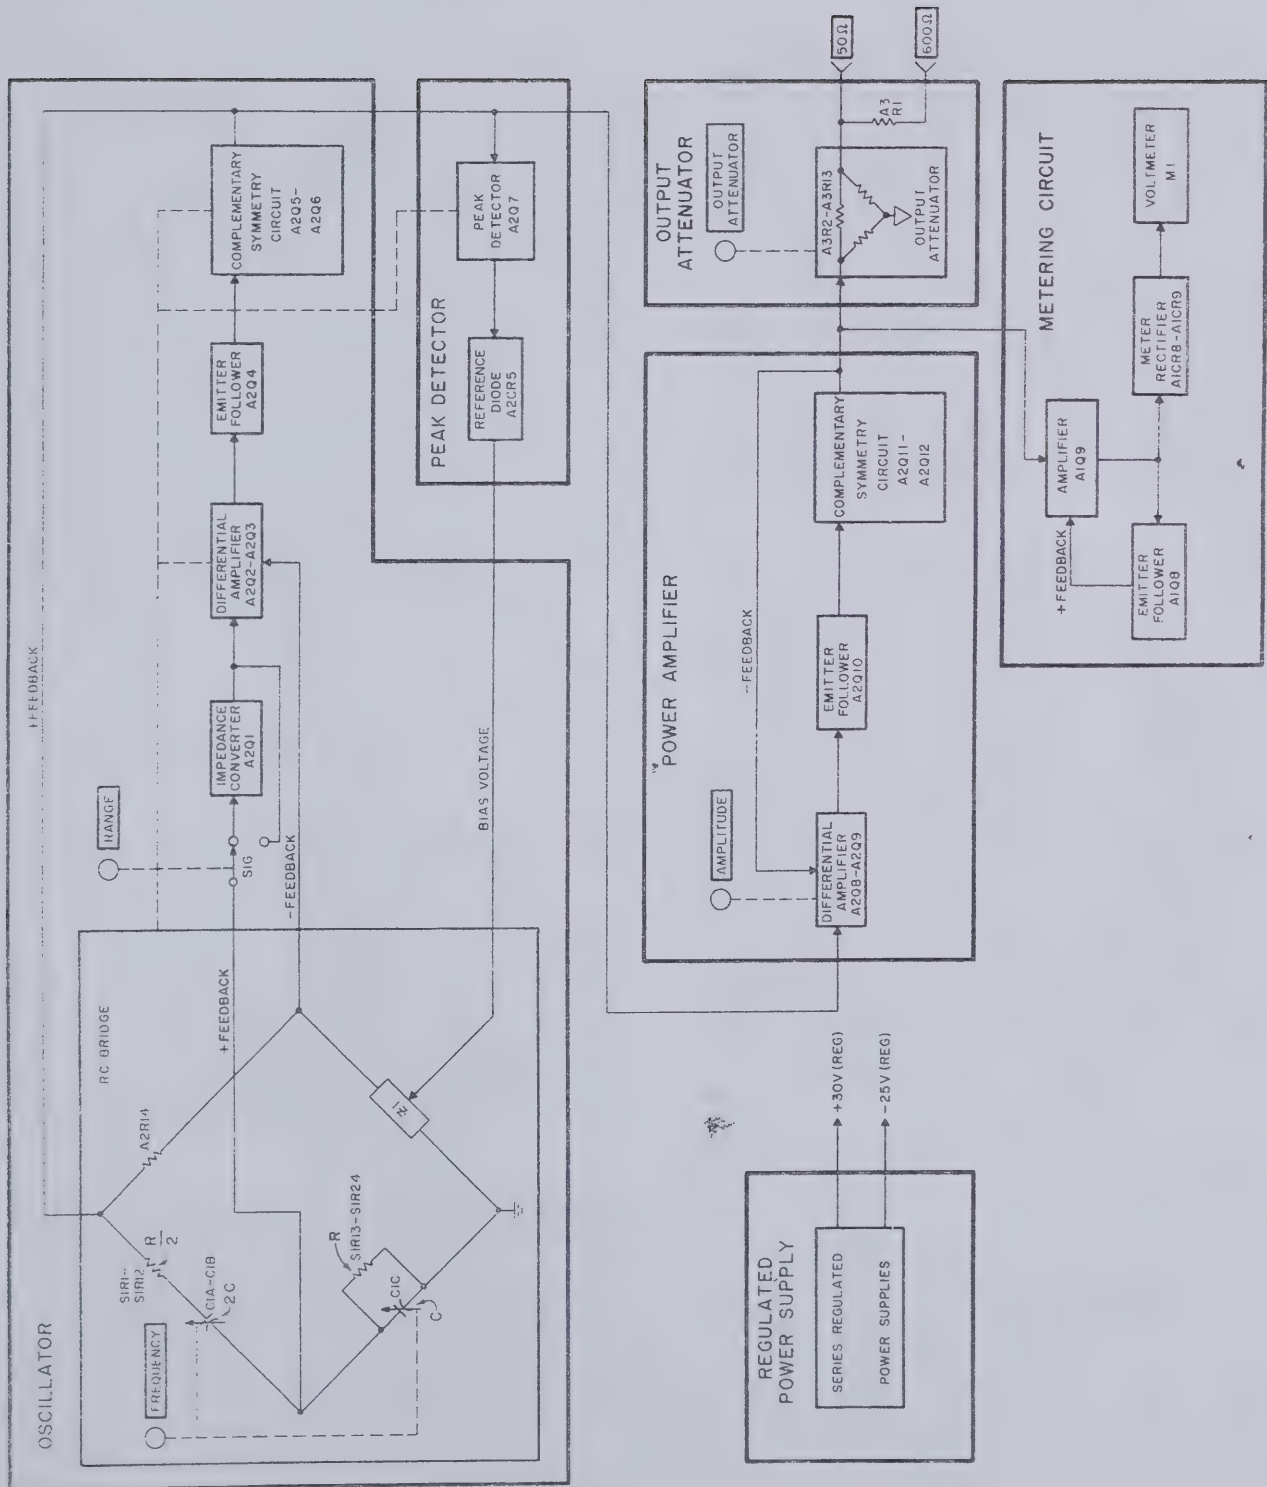 OSCILLATOR
+FEEDBACK
FREQUENCY
RC BRIDGE
S1R1-
S1R12
R
2
C1A-C1B
2C
A2R14
R
S1R13-S1R24
C1C
C
+FEEDBACK
-FEEDBACK
RANGE
SIG
IMPEDANCE
CONVERTER
A2Q1
DIFFERENTIAL
AMPLIFIER
A2Q2-A2Q3
EMITTER
FOLLOWER
A2Q4
COMPLEMENTARY
SYMMETRY
CIRCUIT
A2Q5-
A2Q6
PEAK DETECTOR
PEAK
DETECTOR
A2Q7
REFERENCE
DIODE
A2CR5
BIAS VOLTAGE
POWER AMPLIFIER
AMPLITUDE
DIFFERENTIAL
AMPLIFIER
A2Q8-A2Q9
EMITTER
FOLLOWER
A2Q10
COMPLEMENTARY
SYMMETRY
CIRCUIT
A2Q11-
A2Q12
-FEEDBACK
OUTPUT
ATTENUATOR
OUTPUT
ATTENUATOR
A3R2-A3R13
OUTPUT
ATTENUATOR
A3
R1
50Ω
600Ω
METERING CIRCUIT
AMPLIFIER
A1Q9
+FEEDBACK
EMITTER
FOLLOWER
A1Q8
METER
RECTIFIER
A1CR8-A1CR9
VOLTMETER
M1
REGULATED
POWER SUPPLY
SERIES REGULATED
POWER SUPPLIES
+30V (REG)
-25V (REG)